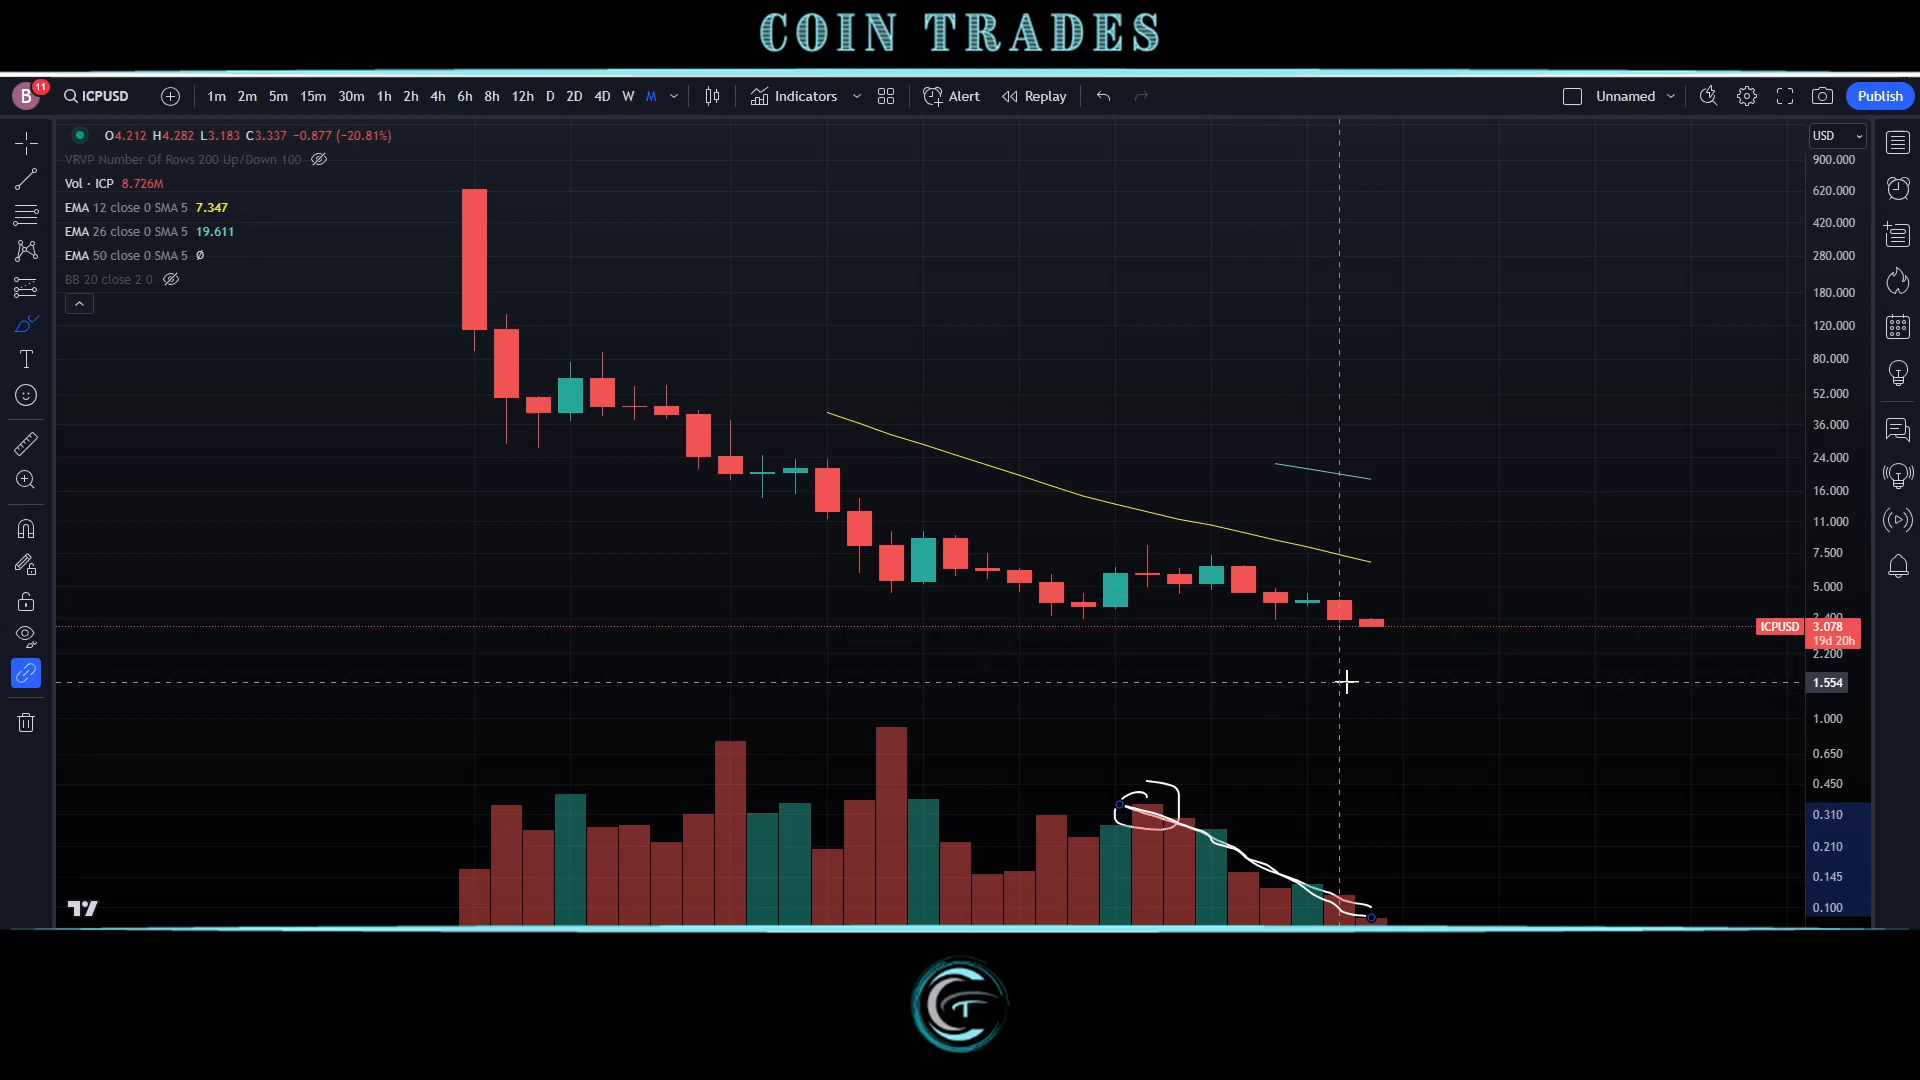 COIN TRADES
B 11 ICPUSD 1m 2m 5m 15m 30m 1h 2h 4h 6h 8h 12h D 2D 4D W M Indicators Alert Replay Unnamed Publish
O4.212 H4.282 L3.183 C3.337 −0.877 (−20.81%)
USD
VRVP Number Of Rows 200 Up/Down 100
900.000
Vol · ICP 8.726M
620.000
EMA 12 close 0 SMA 5 7.347
420.000
EMA 26 close 0 SMA 5 19.611
EMA 50 close 0 SMA 5 Ø
280.000
BB 20 close 2 0
180.000
120.000
80.000
52.000
36.000
24.000
16.000
11.000
7.500
5.000
ICPUSD 3.078
19d 20h
2.200
1.554
1.000
0.650
0.450
0.310
0.210
0.145
0.100